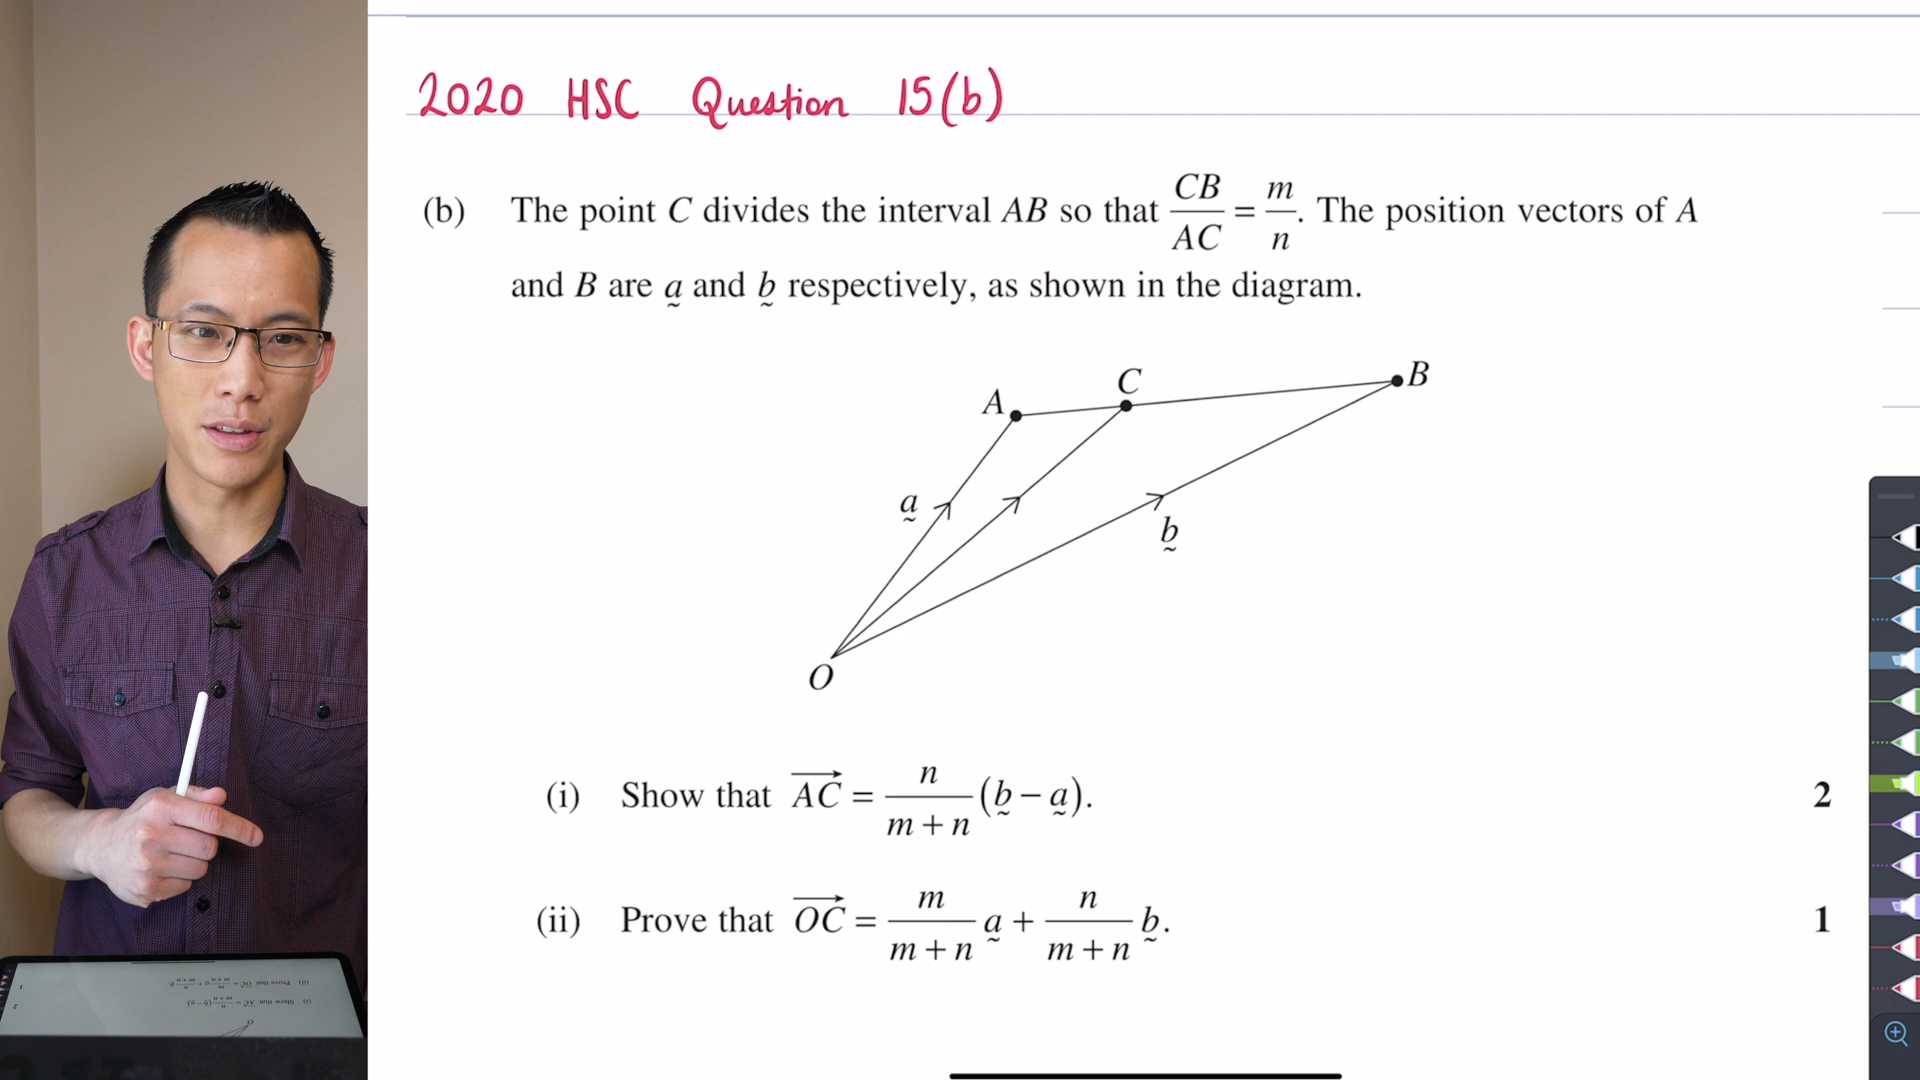 2020 HSC Question 15(b)
(b) The point C divides the interval AB so that CB/AC = m/n. The position vectors of A
and B are a̰ and b̰ respectively, as shown in the diagram.
A
C
B
a̰
b̰
O
(i) Show that AC⃗ = n/(m + n) (b̰ − a̰). 2
(ii) Prove that OC⃗ = m/(m + n) a̰ + n/(m + n) b̰. 1